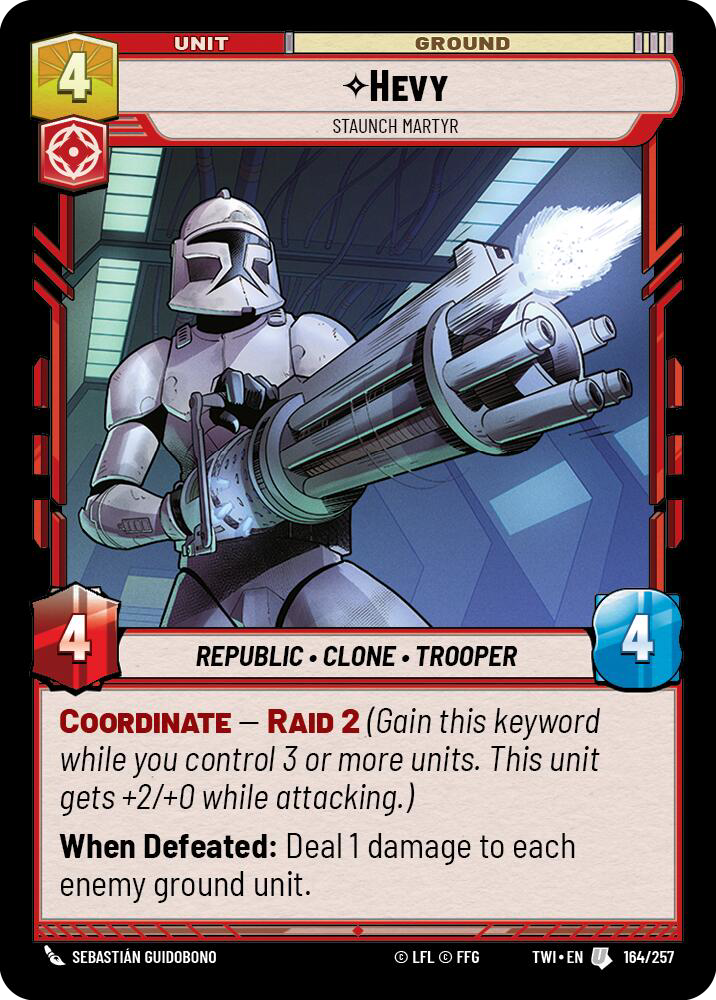 UNIT
GROUND
4
HEVY
STAUNCH MARTYR
4
REPUBLIC • CLONE • TROOPER
4
COORDINATE — RAID 2 (Gain this keyword
while you control 3 or more units. This unit
gets +2/+0 while attacking.)
When Defeated: Deal 1 damage to each
enemy ground unit.
SEBASTIÁN GUIDOBONO
© LFL © FFG
TWI • EN
U
164/257